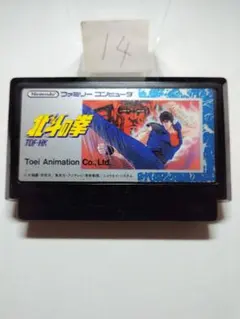 14
Nintendo
ファミリー コンピュータ
北斗の拳
TDF-HK
Toei Animation Co., Ltd.